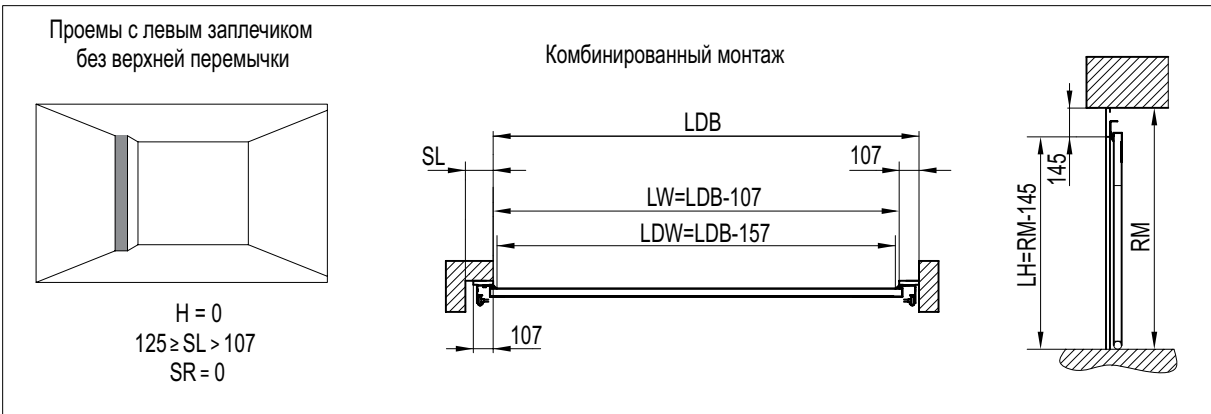 Проемы с левым заплечиком
без верхней перемычки
H = 0
125 ≥ SL > 107
SR = 0
Комбинированный монтаж
LDB
SL
107
LW=LDB-107
LDW=LDB-157
107
145
LH=RM-145
RM